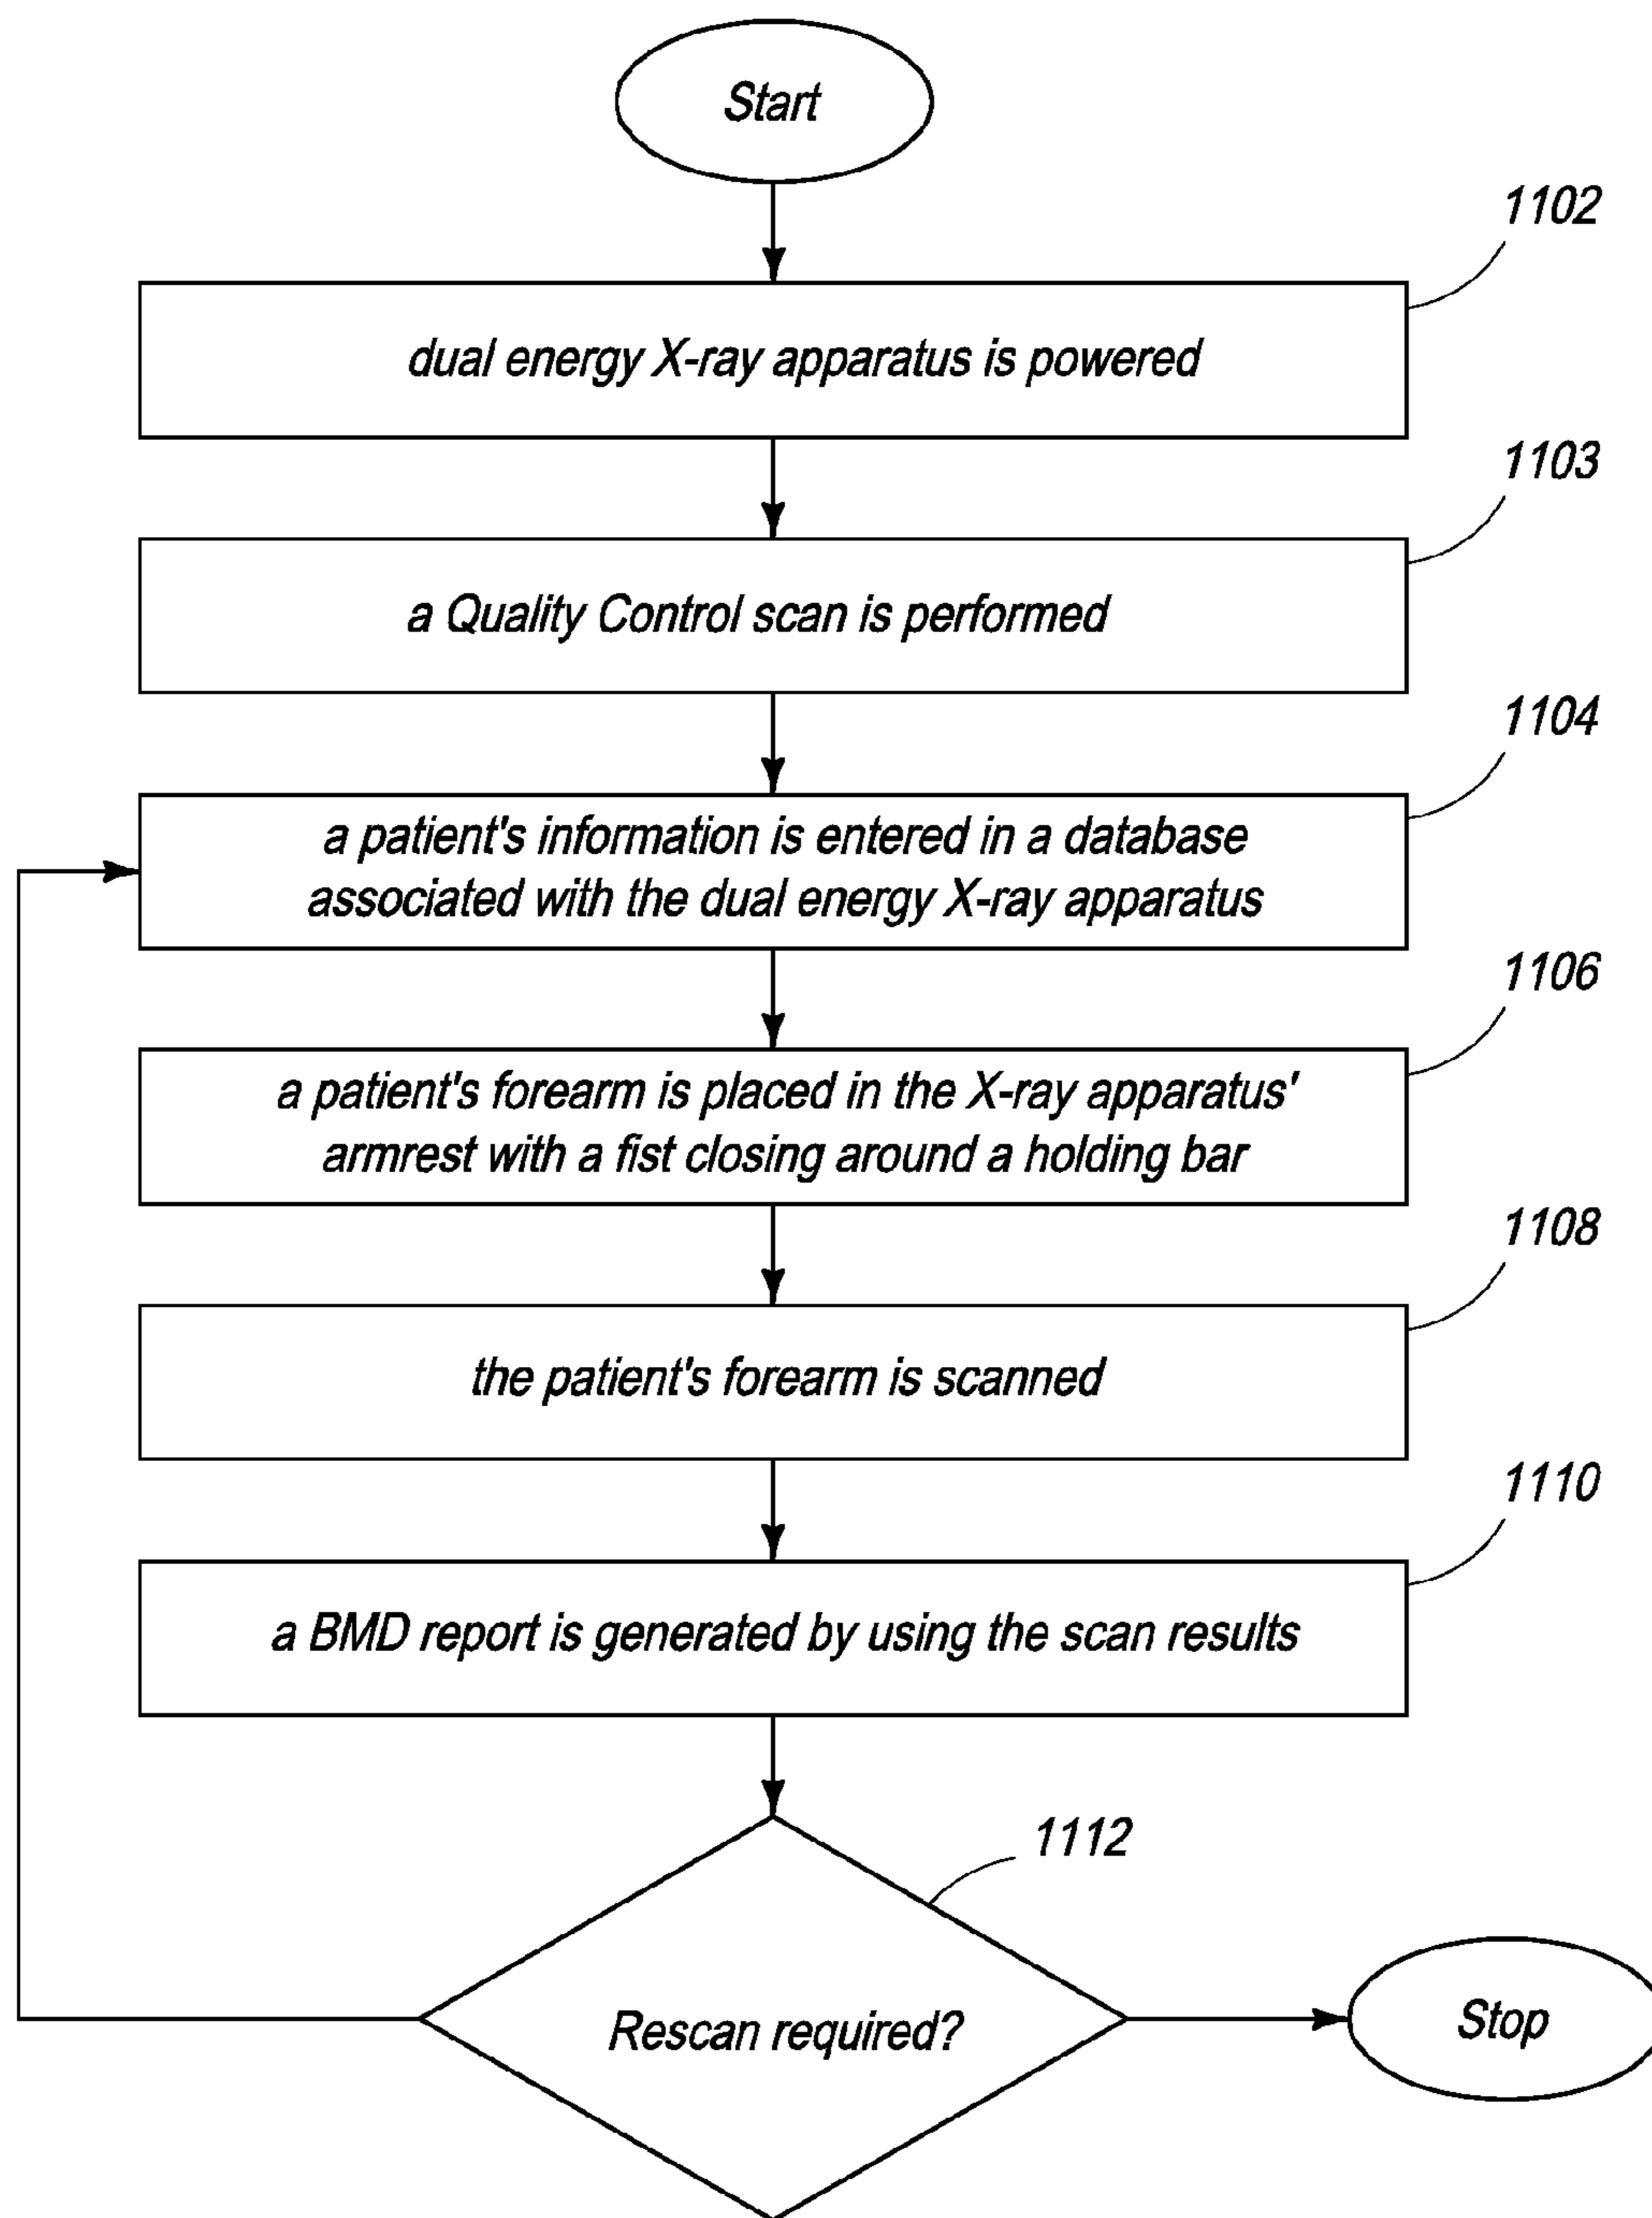 Start
1102
dual energy X-ray apparatus is powered
1103
a Quality Control scan is performed
1104
a patient's information is entered in a database
associated with the dual energy X-ray apparatus
1106
a patient's forearm is placed in the X-ray apparatus'
armrest with a fist closing around a holding bar
1108
the patient's forearm is scanned
1110
a BMD report is generated by using the scan results
1112
Rescan required?
Stop